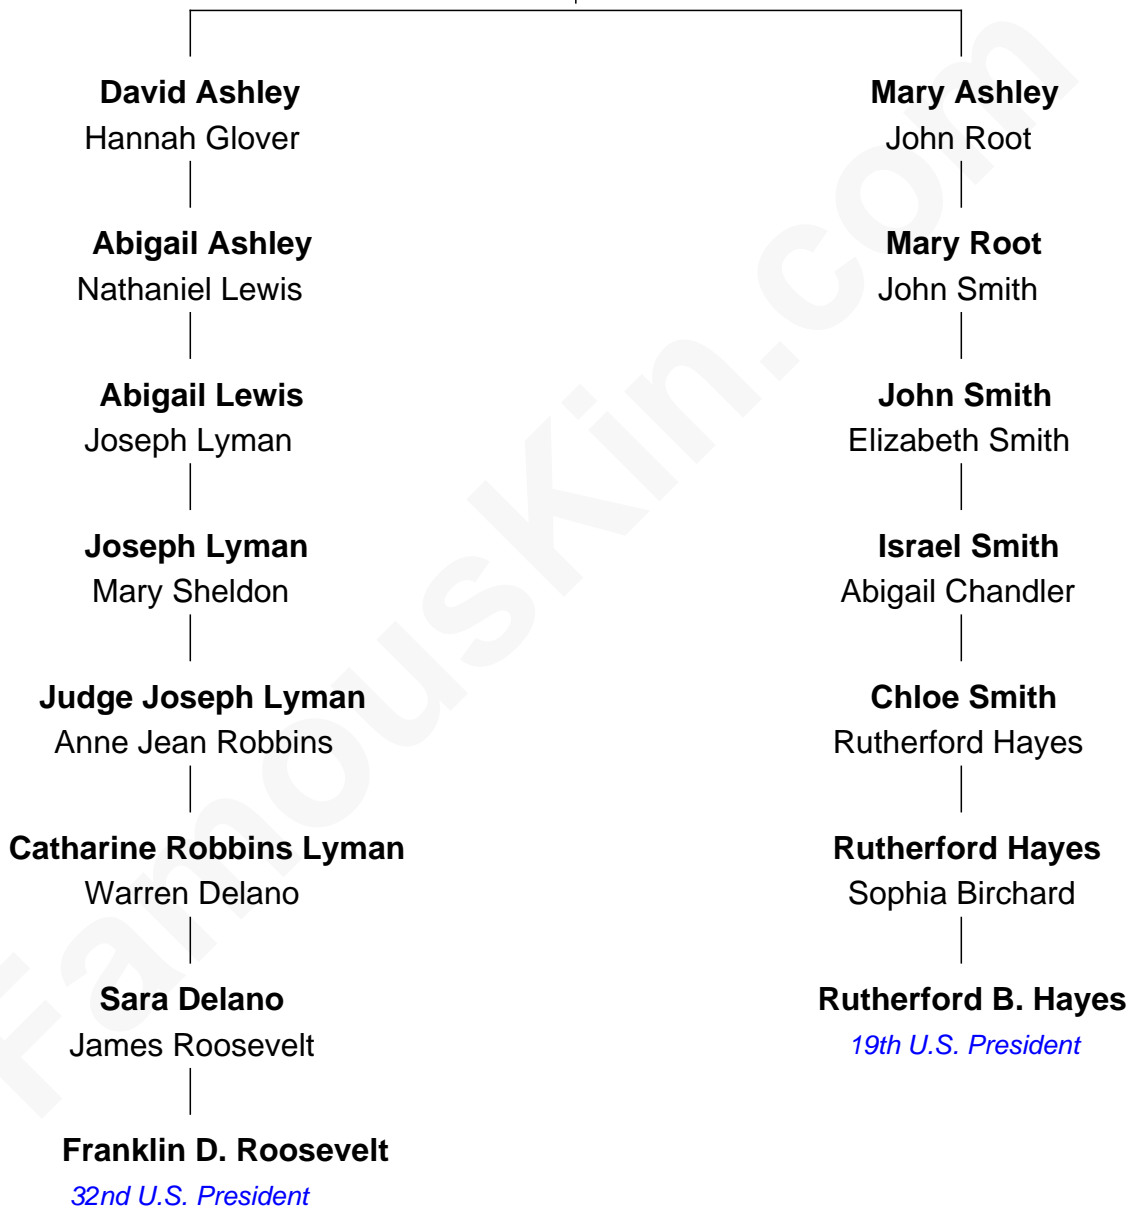 David Ashley
Hannah Glover
Abigail Ashley
Nathaniel Lewis
Abigail Lewis
Joseph Lyman
Joseph Lyman
Mary Sheldon
Judge Joseph Lyman
Anne Jean Robbins
Catharine Robbins Lyman
Warren Delano
Sara Delano
James Roosevelt
Franklin D. Roosevelt
32nd U.S. President
Mary Ashley
John Root
Mary Root
John Smith
John Smith
Elizabeth Smith
Israel Smith
Abigail Chandler
Chloe Smith
Rutherford Hayes
Rutherford Hayes
Sophia Birchard
Rutherford B. Hayes
19th U.S. President
FamousKin.com